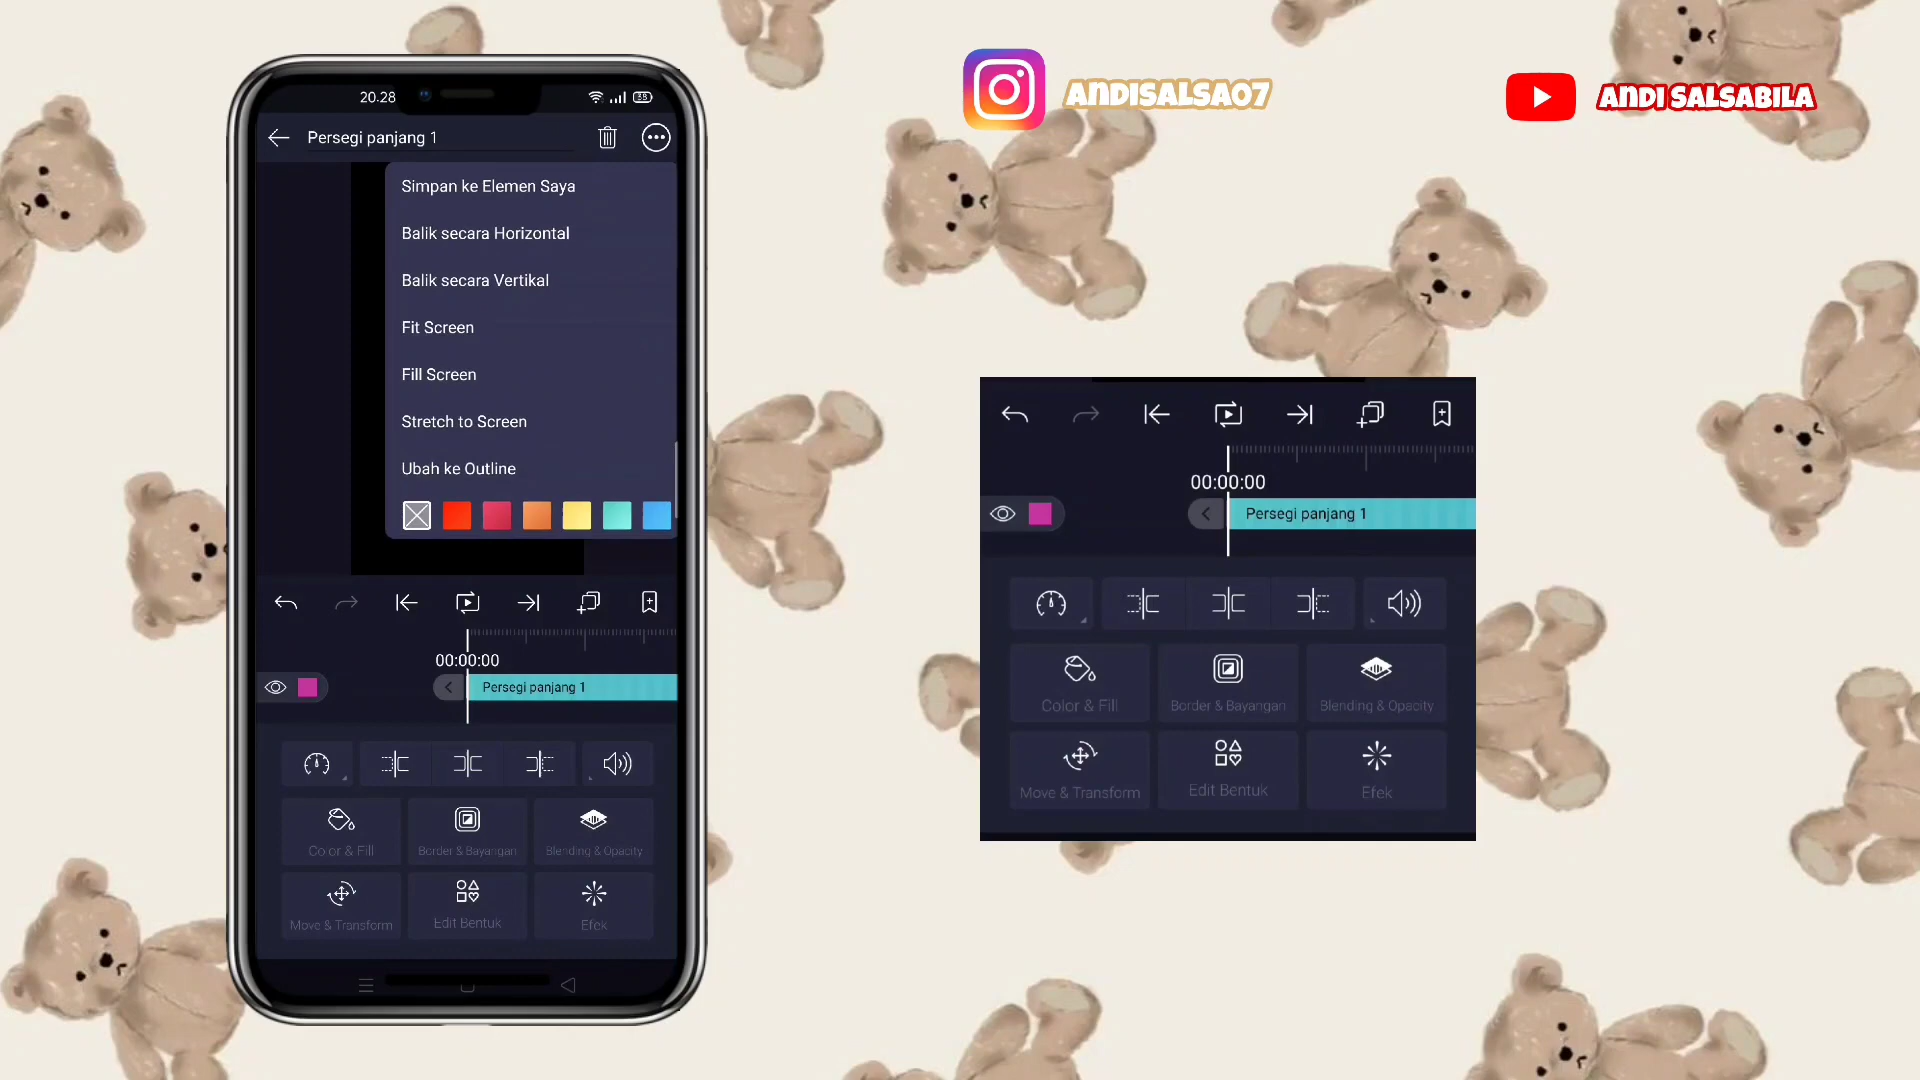 20.28
38
Persegi panjang 1
Simpan ke Elemen Saya
Balik secara Horizontal
Balik secara Vertikal
Fit Screen
Fill Screen
Stretch to Screen
Ubah ke Outline
00:00:00
Persegi panjang 1
Color & Fill
Border & Bayangan
Blending & Opacity
Move & Transform
Edit Bentuk
Efek
ANDISALSA07
ANDI SALSABILA
00:00:00
Persegi panjang 1
Color & Fill
Border & Bayangan
Blending & Opacity
Move & Transform
Edit Bentuk
Efek